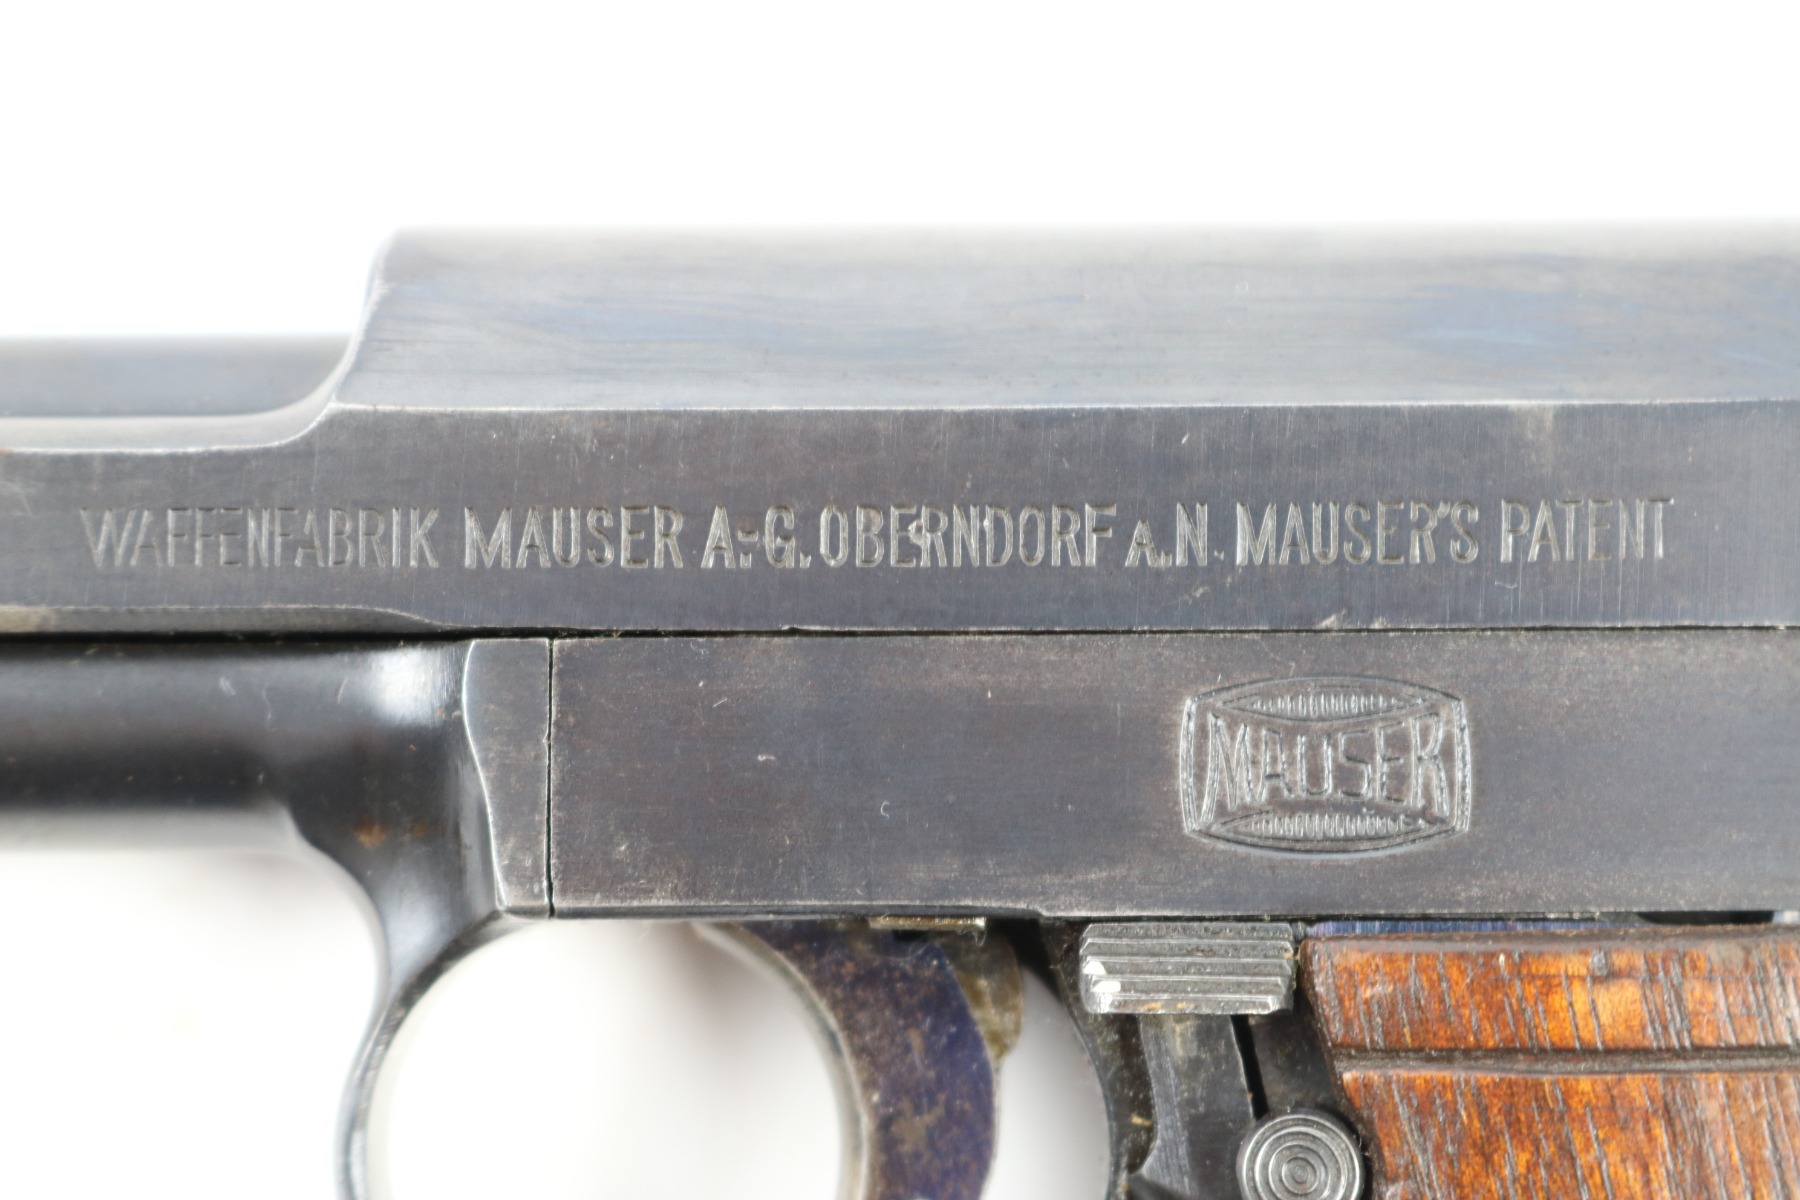 WAFFENFABRIK MAUSER A.-G. OBERNDORF A.N. MAUSER'S PATENT
MAUSER